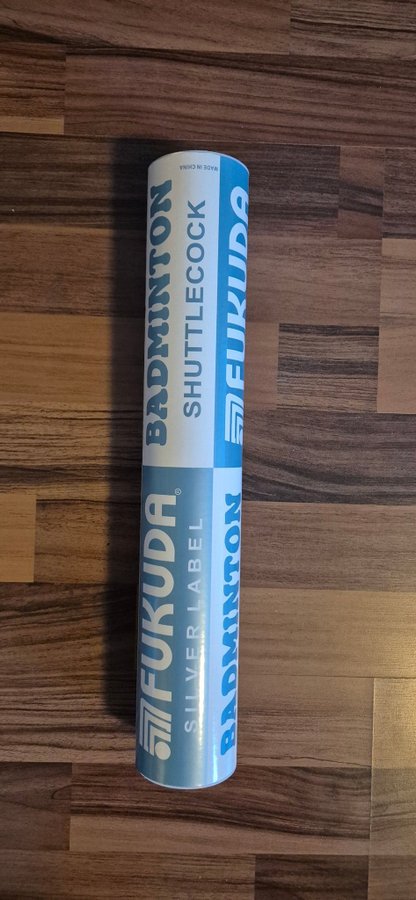 BADMINTON
SHUTTLECOCK
MADE IN CHINA
FUKUDA
FUKUDA®
SILVER LABEL
BADMINTON